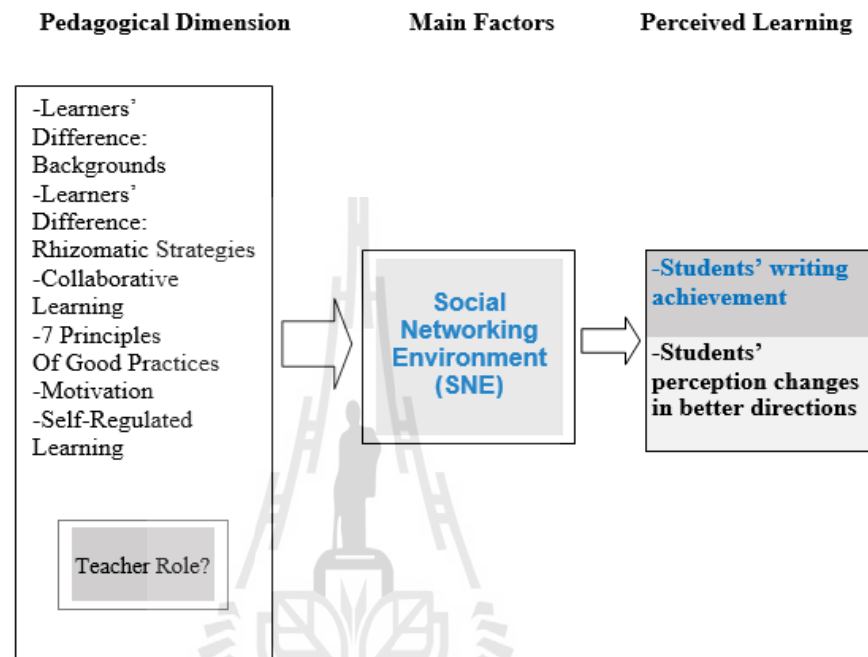 Pedagogical Dimension
Main Factors
Perceived Learning
-Learners’
Difference:
Backgrounds
-Learners’
Difference:
Rhizomatic Strategies
-Collaborative
Learning
-7 Principles
Of Good Practices
-Motivation
-Self-Regulated
Learning
Teacher Role?
Social
Networking
Environment
(SNE)
-Students’ writing
achievement
-Students’
perception changes
in better directions